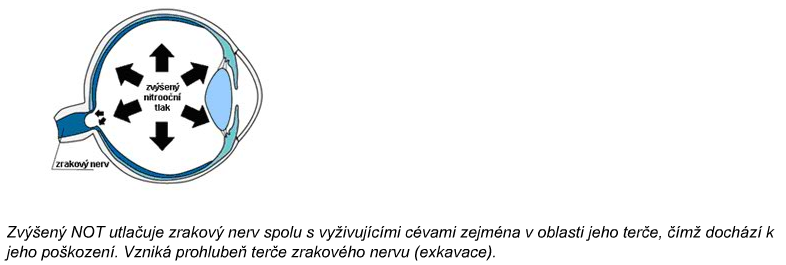 zvýšený
nitrooční
tlak
zrakový nerv
Zvýšený NOT utlačuje zrakový nerv spolu s vyživujícími cévami zejména v oblasti jeho terče, čímž dochází k
jeho poškození. Vzniká prohlubeň terče zrakového nervu (exkavace).